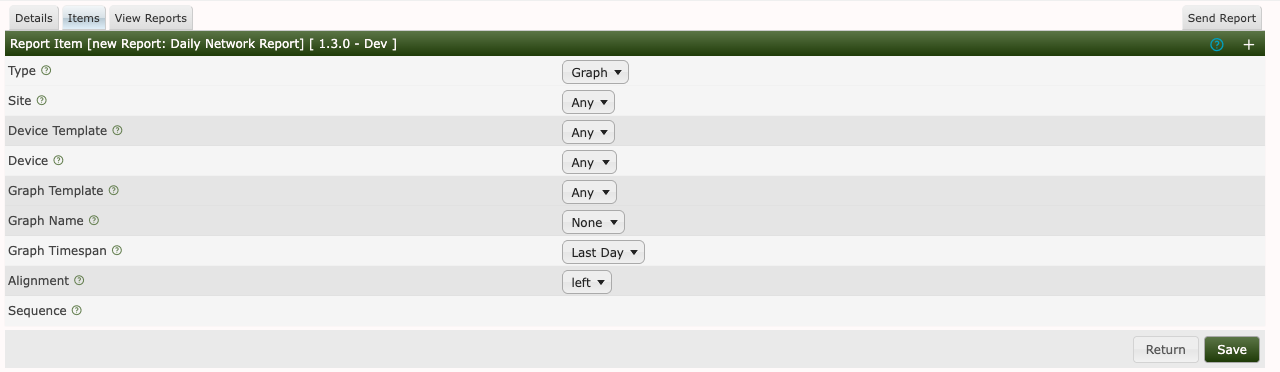 Details Items View Reports Send Report
Report Item [new Report: Daily Network Report] [ 1.3.0 - Dev ] ? +
Type ? Graph
Site ? Any
Device Template ? Any
Device ? Any
Graph Template ? Any
Graph Name ? None
Graph Timespan ? Last Day
Alignment ? left
Sequence ?
Return Save